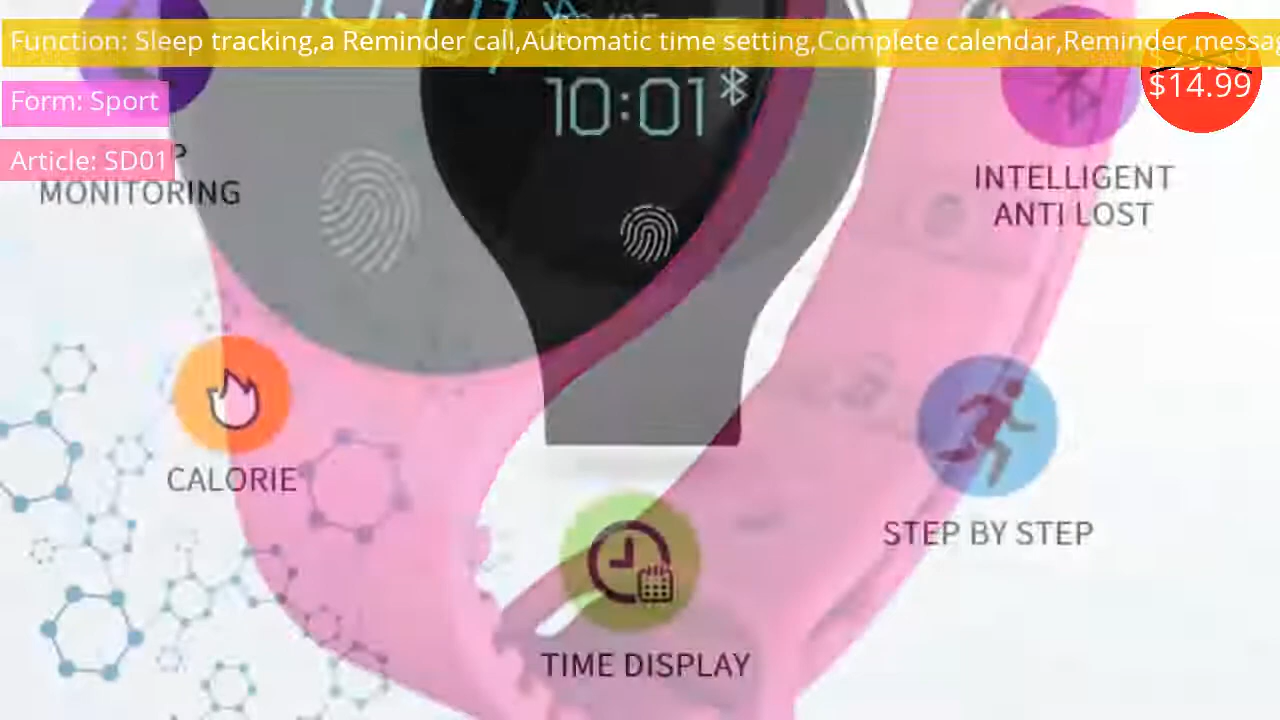 Function: Sleep tracking,a Reminder call,Automatic time setting,Complete calendar,Reminder messag
$14.99
Form: Sport
10:01
Article: SD01
MONITORING
INTELLIGENT
ANTI LOST
CALORIE
STEP BY STEP
TIME DISPLAY